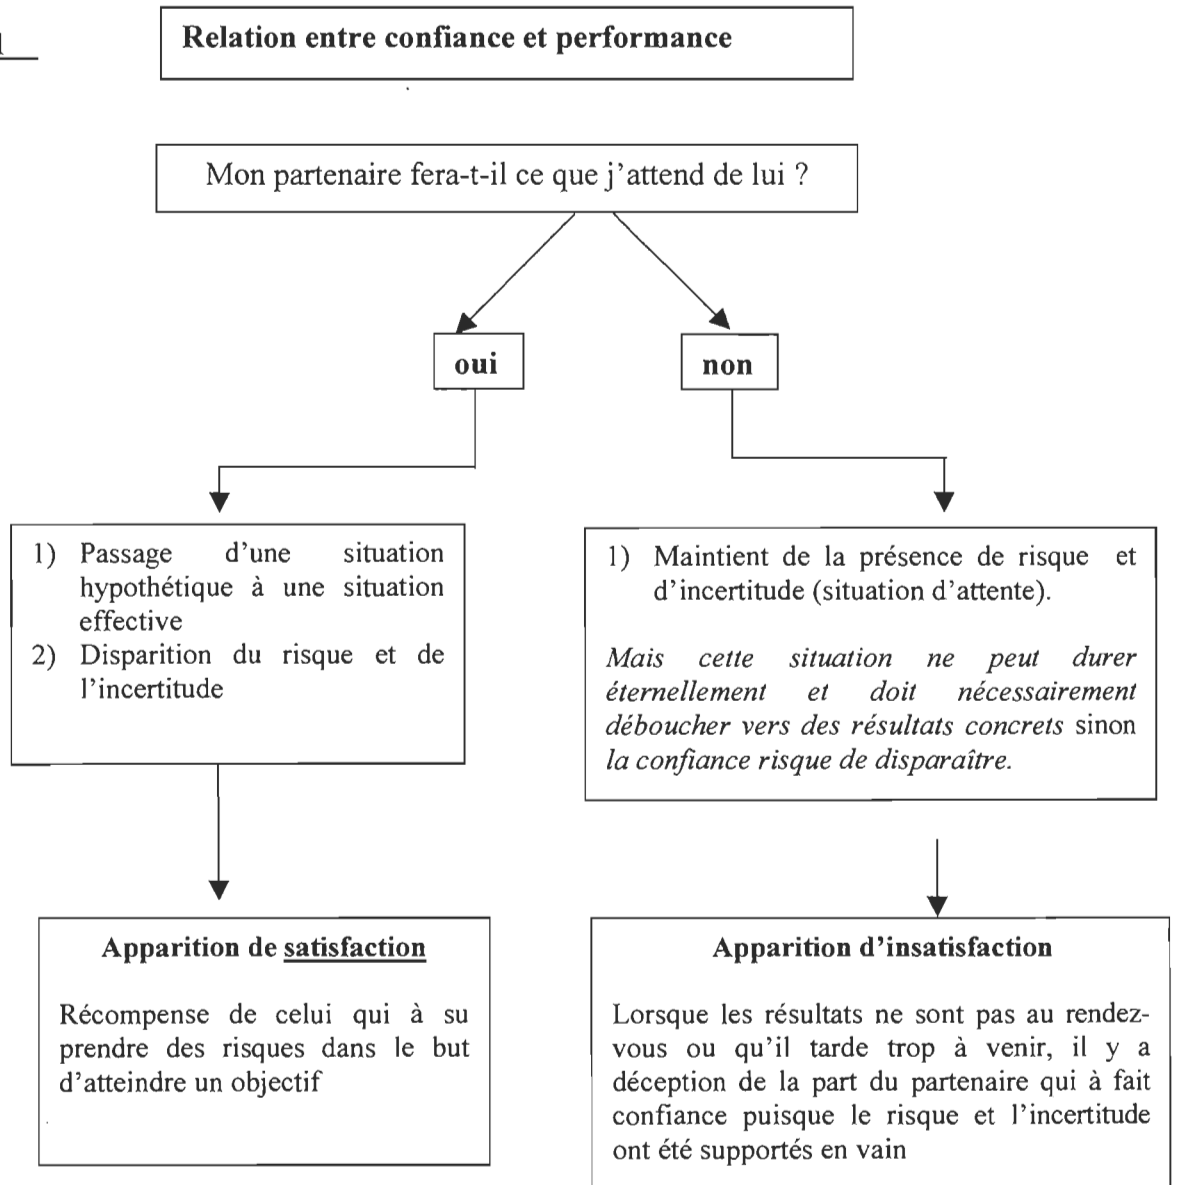 Relation entre confiance et performance
Mon partenaire fera-t-il ce que j'attend de lui ?
oui
non
1) Passage d'une situation
hypothétique à une situation
effective
2) Disparition du risque et de
l'incertitude
1) Maintient de la présence de risque et
d'incertitude (situation d'attente).
Mais cette situation ne peut durer
éternellement et doit nécessairement
déboucher vers des résultats concrets sinon
la confiance risque de disparaître.
Apparition de satisfaction
Récompense de celui qui à su
prendre des risques dans le but
d'atteindre un objectif
Apparition d'insatisfaction
Lorsque les résultats ne sont pas au rendez-
vous ou qu'il tarde trop à venir, il y a
déception de la part du partenaire qui à fait
confiance puisque le risque et l'incertitude
ont été supportés en vain